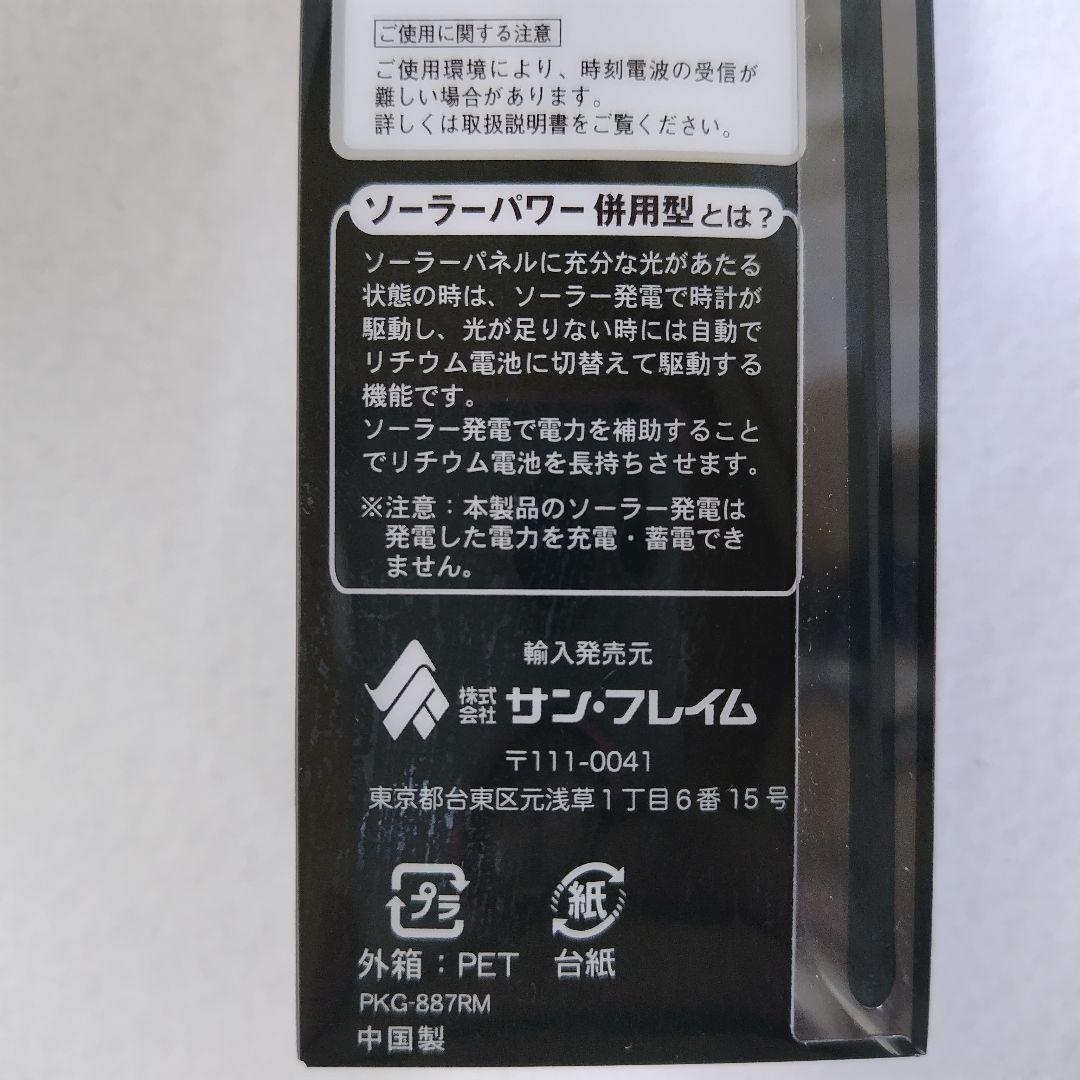 ご使用に関する注意
ご使用環境により、時刻電波の受信が
難しい場合があります。
詳しくは取扱説明書をご覧ください。
ソーラーパワー併用型とは？
ソーラーパネルに充分な光があたる
状態の時は、ソーラー発電で時計が
駆動し、光が足りない時には自動で
リチウム電池に切替えて駆動する
機能です。
ソーラー発電で電力を補助すること
でリチウム電池を長持ちさせます。
※注意：本製品のソーラー発電は
発電した電力を充電・蓄電でき
ません。
輸入発売元
株式会社 サン・フレイム
〒111-0041
東京都台東区元浅草1丁目6番15号
プラ 紙
外箱：PET 台紙
PKG-887RM
中国製